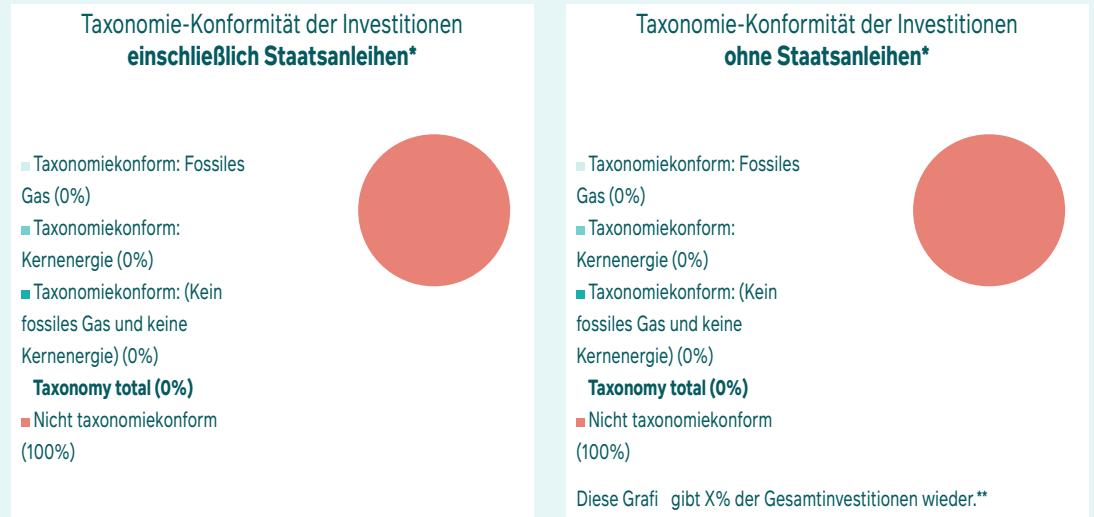 Taxonomie-Konformität der Investitionen
einschließlich Staatsanleihen*
Taxonomiekonform: Fossiles
Gas (0%)
Taxonomiekonform:
Kernenergie (0%)
Taxonomiekonform: (Kein
fossiles Gas und keine
Kernenergie) (0%)
Taxonomy total (0%)
Nicht taxonomiekonform
(100%)
Taxonomie-Konformität der Investitionen
ohne Staatsanleihen*
Taxonomiekonform: Fossiles
Gas (0%)
Taxonomiekonform:
Kernenergie (0%)
Taxonomiekonform: (Kein
fossiles Gas und keine
Kernenergie) (0%)
Taxonomy total (0%)
Nicht taxonomiekonform
(100%)
Diese Grafi gibt X% der Gesamtinvestitionen wieder.**